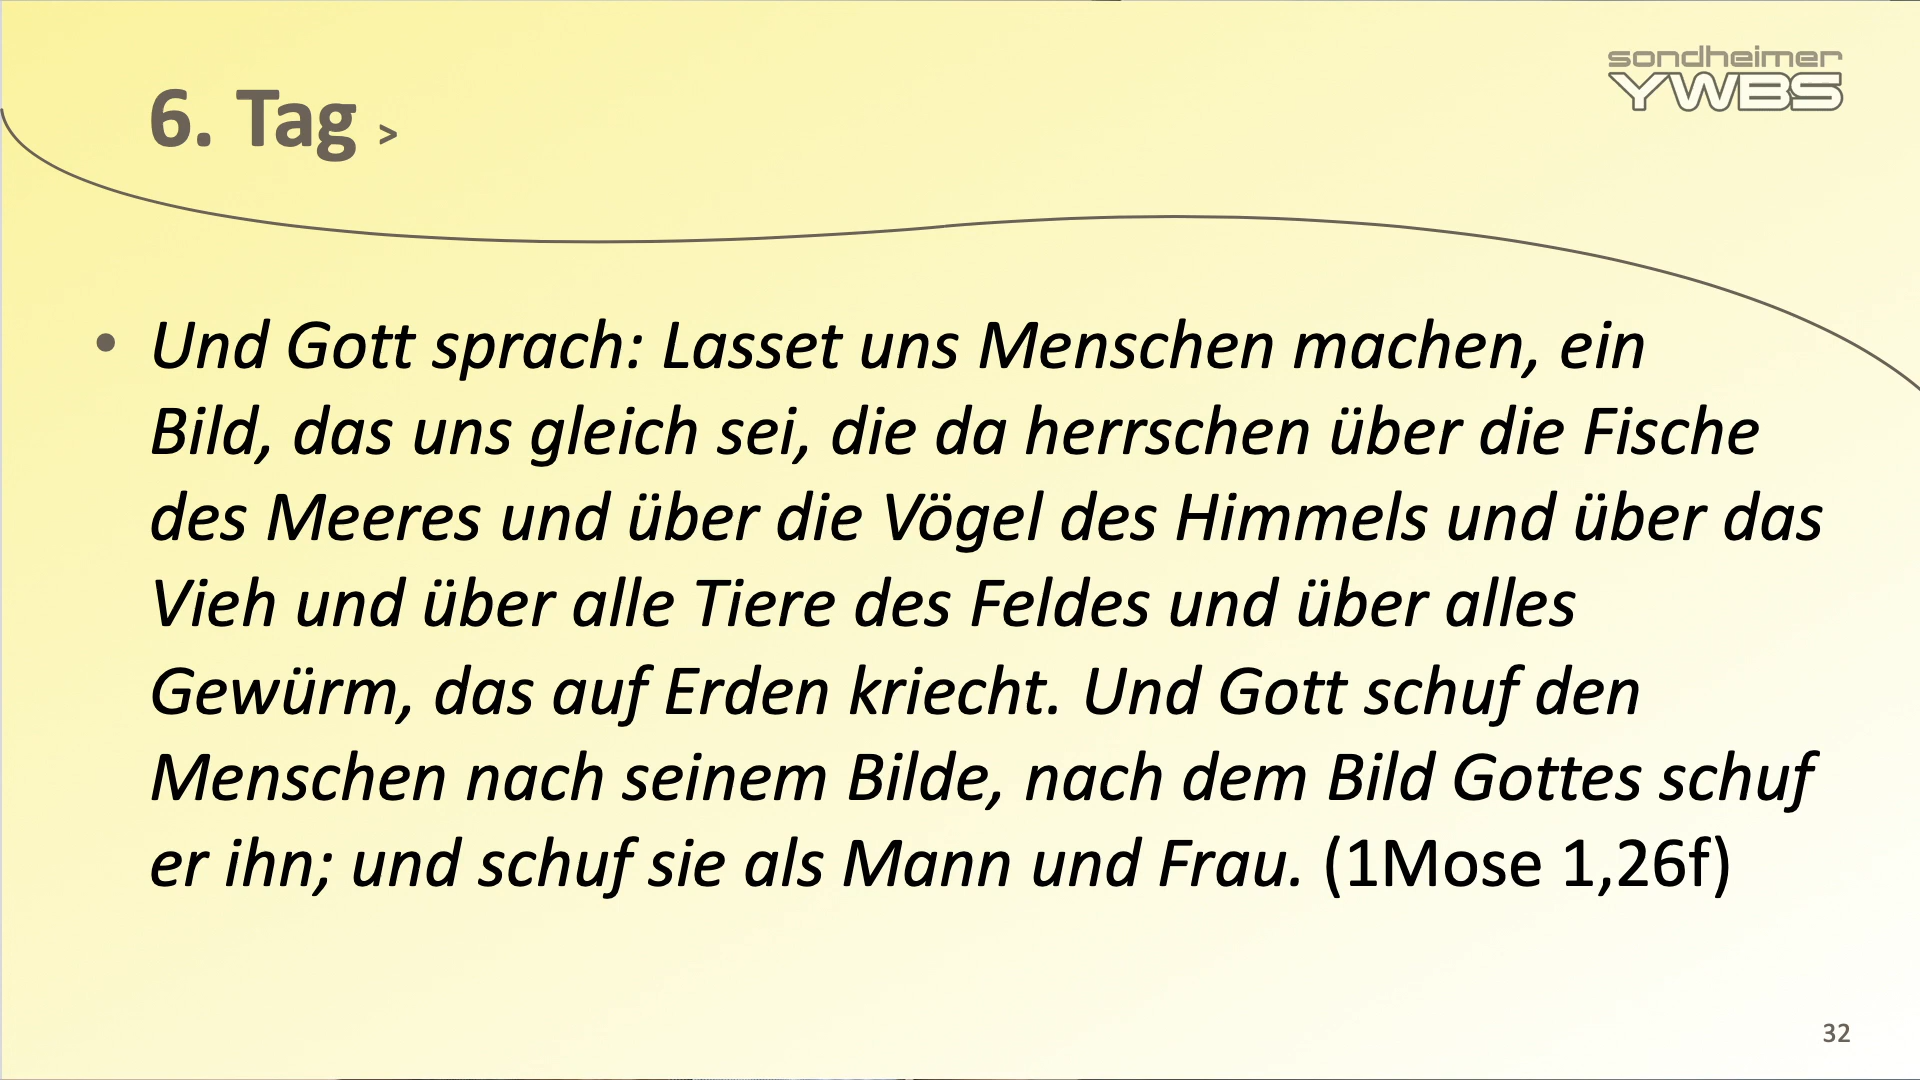 sondheimer
YWBS
6. Tag >
• Und Gott sprach: Lasset uns Menschen machen, ein
Bild, das uns gleich sei, die da herrschen über die Fische
des Meeres und über die Vögel des Himmels und über das
Vieh und über alle Tiere des Feldes und über alles
Gewürm, das auf Erden kriecht. Und Gott schuf den
Menschen nach seinem Bilde, nach dem Bild Gottes schuf
er ihn; und schuf sie als Mann und Frau. (1Mose 1,26f)
32